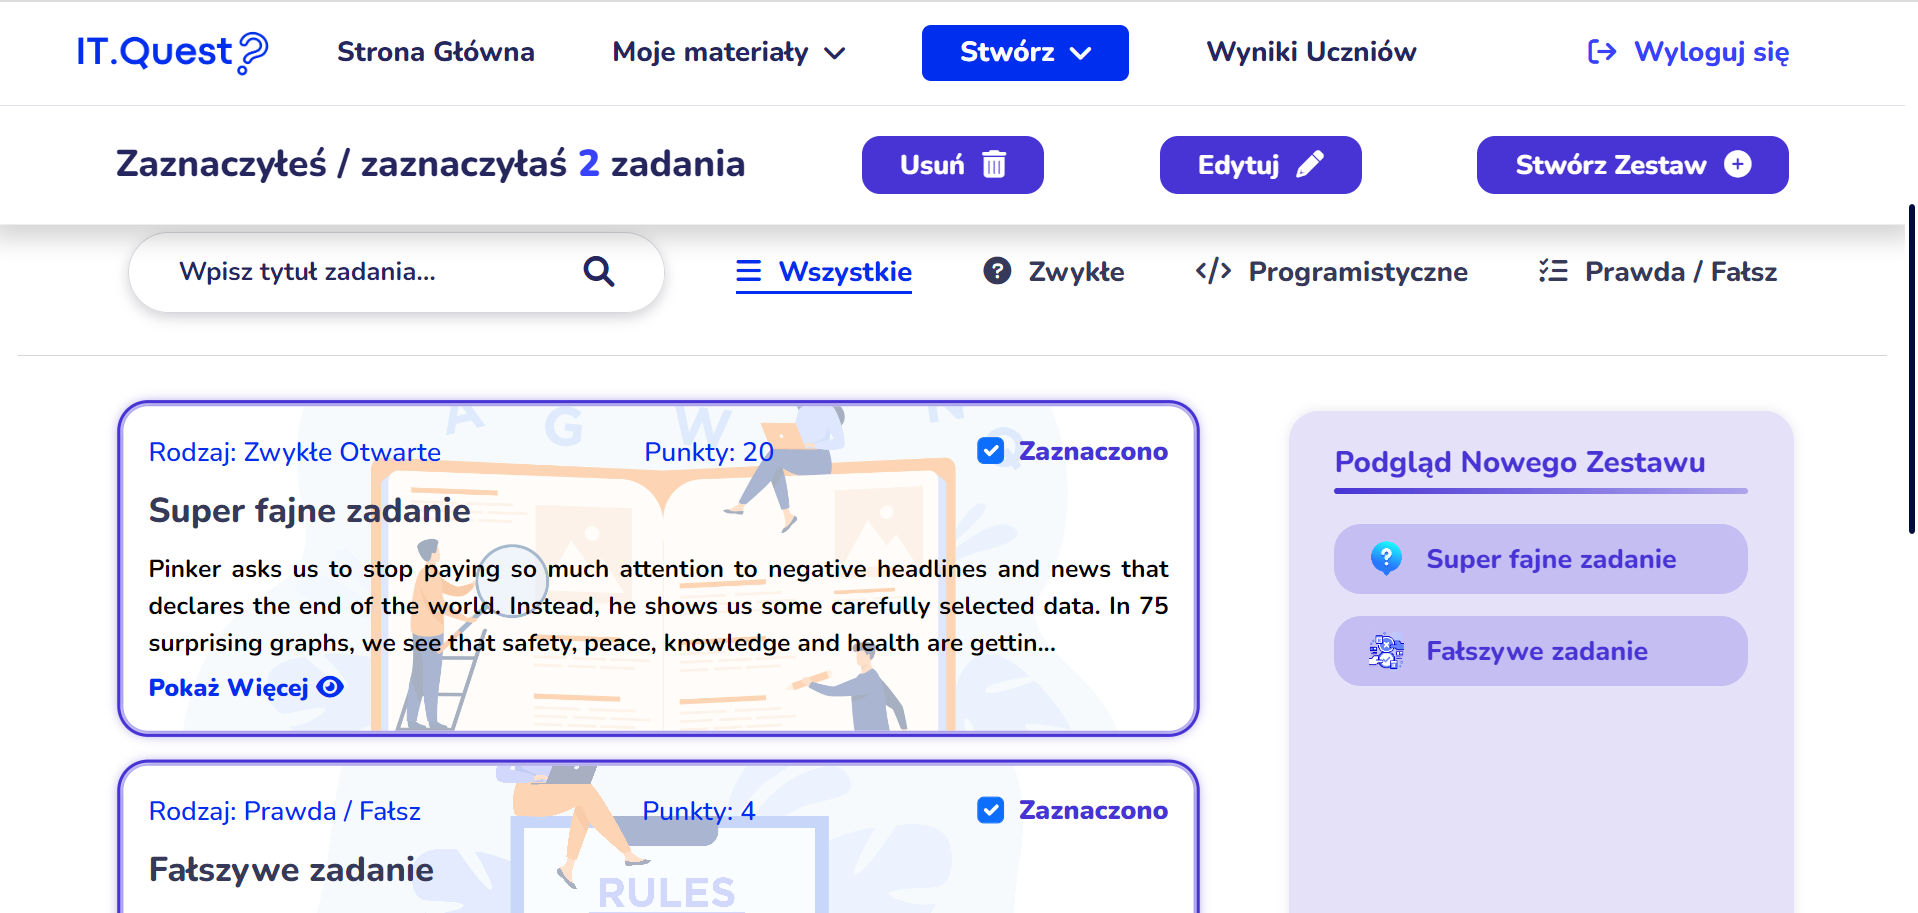 IT.Quest?
Strona Główna
Moje materiały
Stwórz
Wyniki Uczniów
Wyloguj się
Zaznaczyłeś / zaznaczyłaś 2 zadania
Usuń
Edytuj
Stwórz Zestaw
Wpisz tytuł zadania...
Wszystkie
Zwykłe
Programistyczne
Prawda / Fałsz
A G W N Q
Rodzaj: Zwykłe Otwarte
Punkty: 20
Zaznaczono
Super fajne zadanie
Pinker asks us to stop paying so much attention to negative headlines and news that
declares the end of the world. Instead, he shows us some carefully selected data. In 75
surprising graphs, we see that safety, peace, knowledge and health are gettin...
Pokaż Więcej
Rodzaj: Prawda / Fałsz
Punkty: 4
Zaznaczono
Fałszywe zadanie
RULES
Podgląd Nowego Zestawu
Super fajne zadanie
Fałszywe zadanie